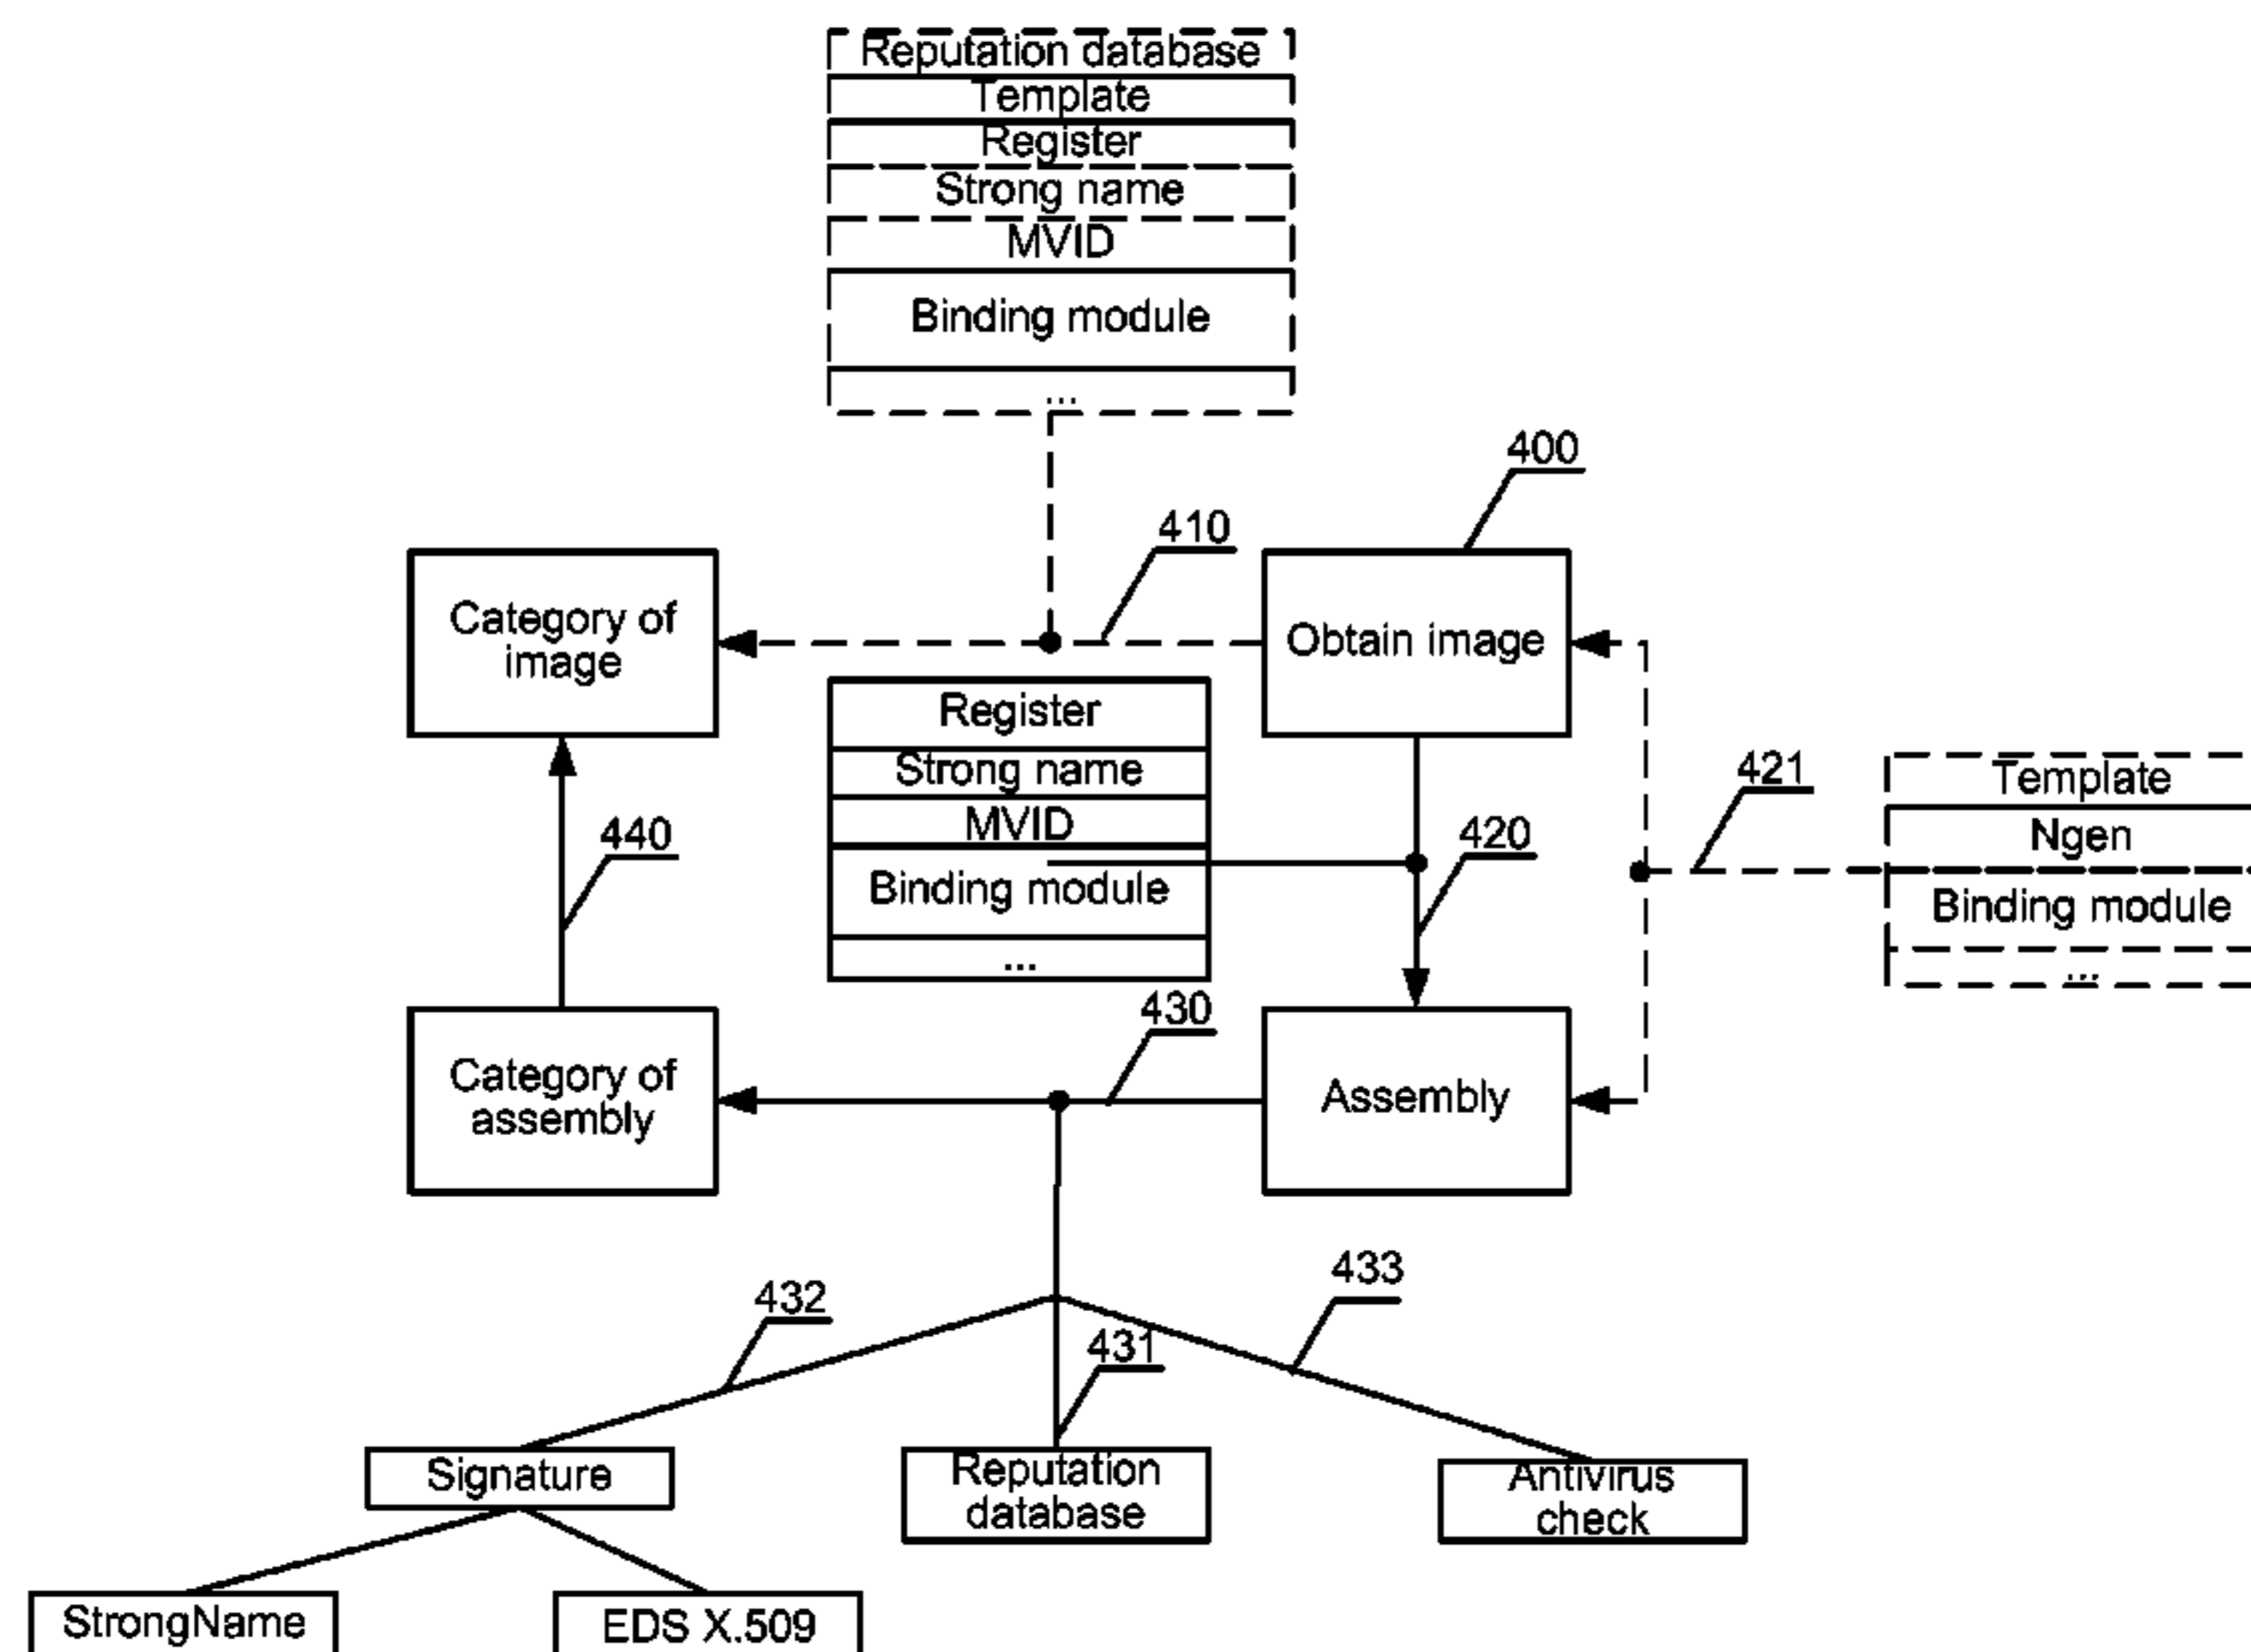 Reputation database
Template
Register
Strong name
MVID
Binding module
...
400
410
Category of
image
Obtain image
Register
Strong name
MVID
Binding module
...
440
420
421
Template
Ngen
Binding module
...
430
Category of
assembly
Assembly
432
431
433
Signature
Reputation
database
Antivirus
check
StrongName
EDS X.509